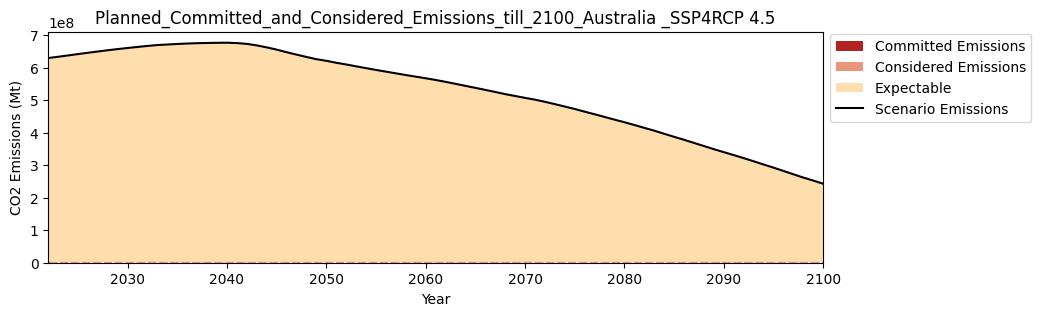 Planned_Committed_and_Considered_Emissions_till_2100_Australia _SSP4RCP 4.5
1e8
7
6
5
4
3
2
1
0
CO2 Emissions (Mt)
2030 2040 2050 2060 2070 2080 2090 2100
Year
Committed Emissions
Considered Emissions
Expectable
Scenario Emissions